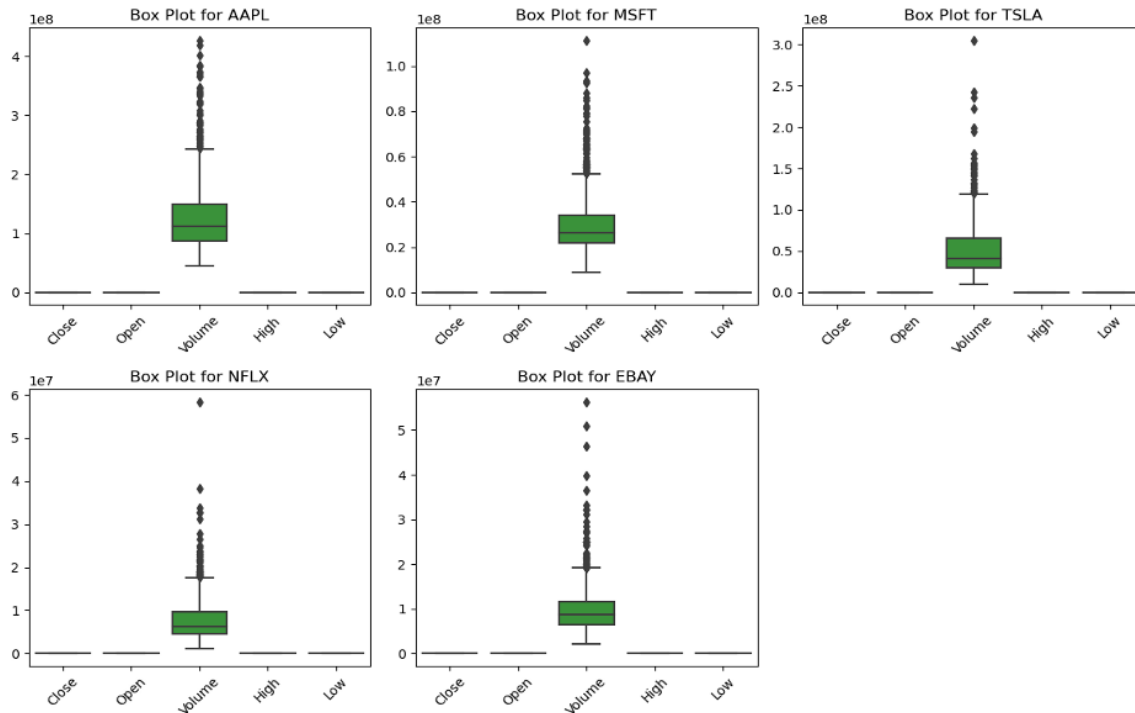 Box Plot for AAPL
1e8
4
3
2
1
0
Close Open Volume High Low
Box Plot for MSFT
1e8
1.0
0.8
0.6
0.4
0.2
0.0
Close Open Volume High Low
Box Plot for TSLA
1e8
3.0
2.5
2.0
1.5
1.0
0.5
0.0
Close Open Volume High Low
Box Plot for NFLX
1e7
6
5
4
3
2
1
0
Close Open Volume High Low
Box Plot for EBAY
1e7
5
4
3
2
1
0
Close Open Volume High Low